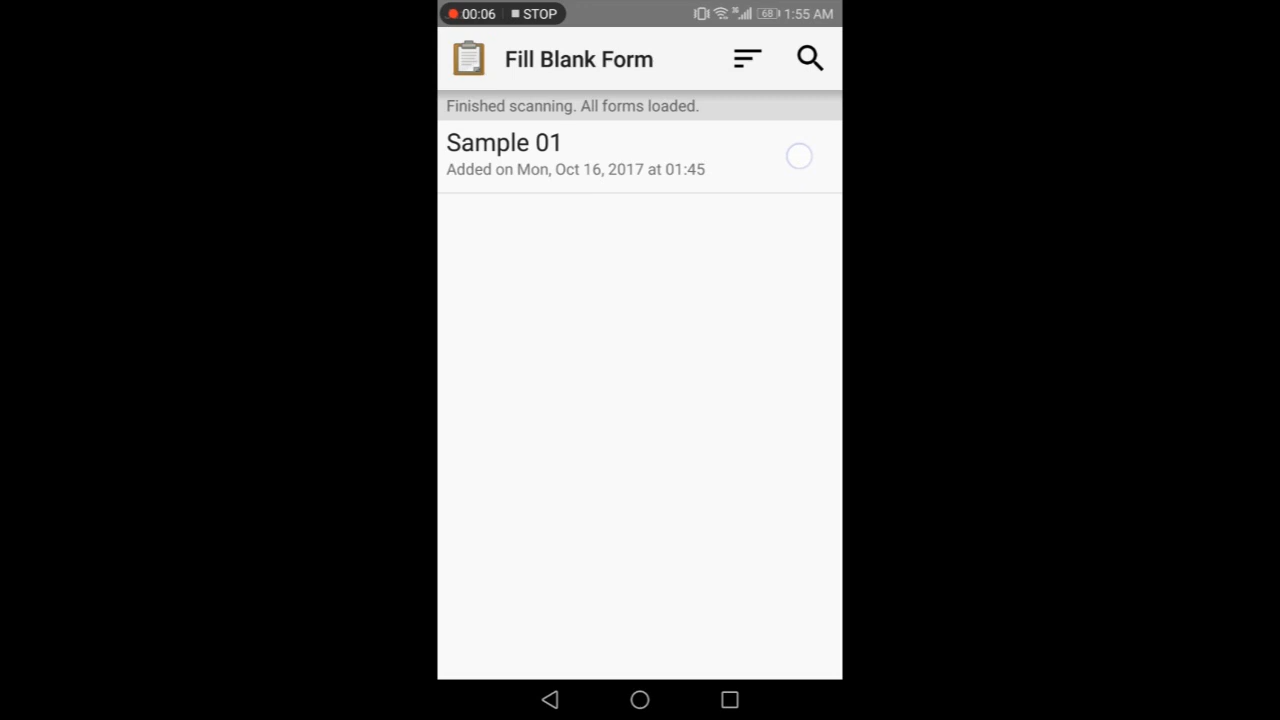 00:06 STOP 68 1:55 AM
Fill Blank Form
Finished scanning. All forms loaded.
Sample 01
Added on Mon, Oct 16, 2017 at 01:45